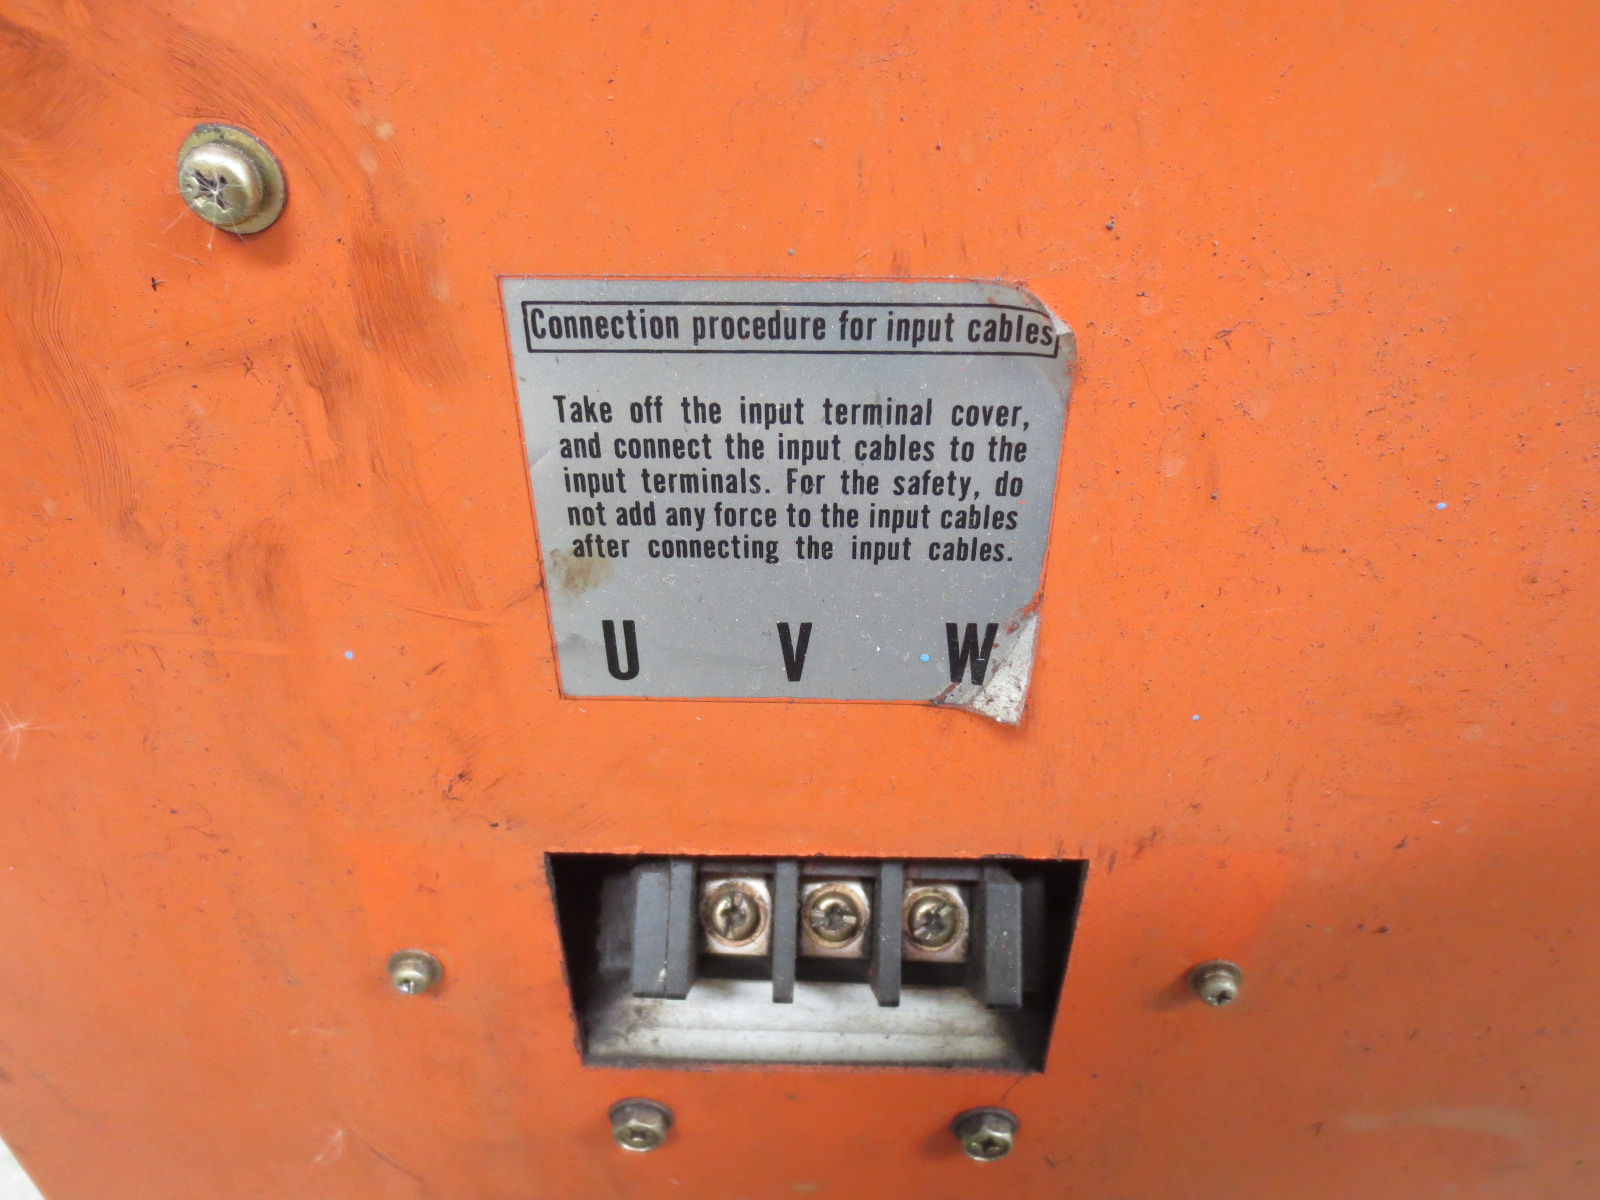 Connection procedure for input cables
Take off the input terminal cover,
and connect the input cables to the
input terminals. For the safety, do
not add any force to the input cables
after connecting the input cables.
U V W